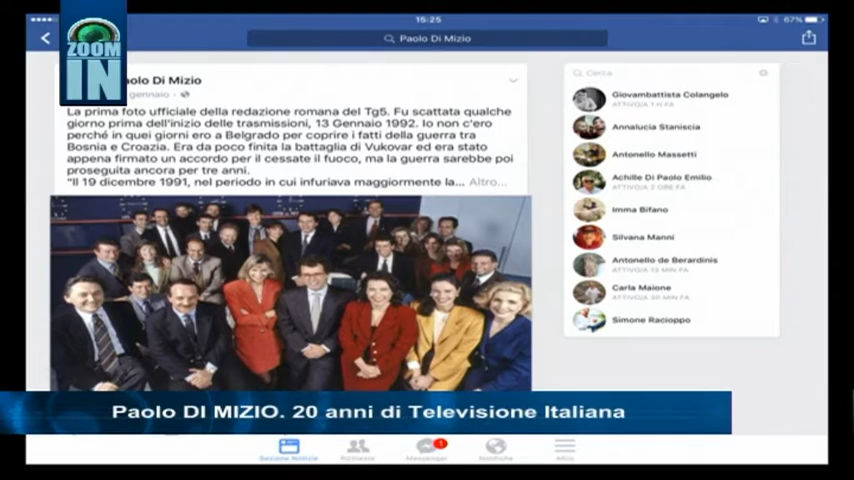 15:25
67%
ZOOM
IN
Paolo Di Mizio
Paolo Di Mizio
gennaio
La prima foto ufficiale della redazione romana del Tg5. Fu scattata qualche
giorno prima dell'inizio delle trasmissioni, 13 Gennaio 1992. Io non c'ero
perché in quei giorni ero a Belgrado per coprire i fatti della guerra tra
Bosnia e Croazia. Era da poco finita la battaglia di Vukovar ed era stato
appena firmato un accordo per il cessate il fuoco, ma la guerra sarebbe poi
proseguita ancora per tre anni.
"Il 19 dicembre 1991, nel periodo in cui infuriava maggiormente la... Altro...
Cerca
Giovambattista Colangelo
ATTIVO/A 1 H FA
Annalucia Staniscia
Antonello Massetti
Achille Di Paolo Emilio
ATTIVO/A 2 ORE FA
Imma Bifano
Silvana Manni
Antonello de Berardinis
ATTIVO/A 13 MIN FA
Carla Maione
ATTIVO/A 30 MIN FA
Simone Racioppo
Paolo DI MIZIO. 20 anni di Televisione Italiana
1
Sezione Notizie
Richieste
Messenger
Notifiche
Altro